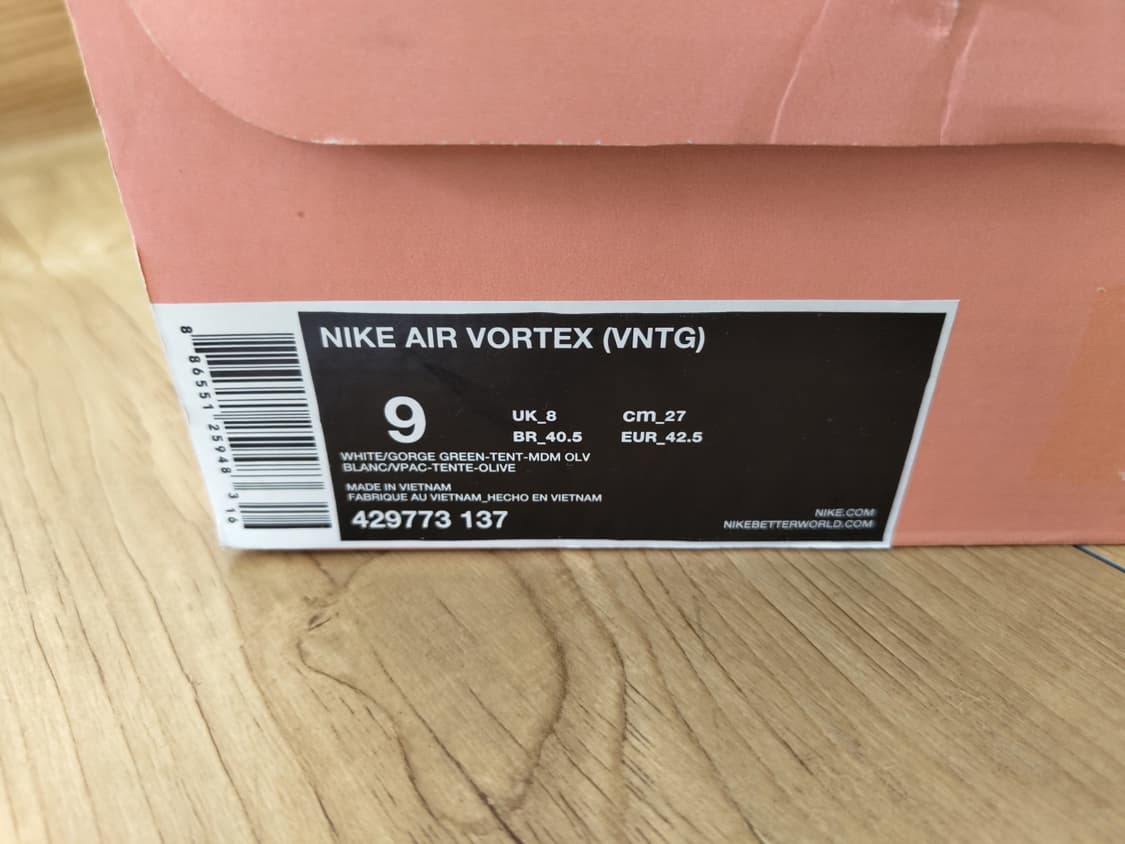 NIKE AIR VORTEX (VNTG)
9
UK_8 cm_27
BR_40.5 EUR_42.5
WHITE/GORGE GREEN-TENT-MDM OLV
BLANC/VPAC-TENTE-OLIVE
MADE IN VIETNAM
FABRIQUE AU VIETNAM_HECHO EN VIETNAM
429773 137
NIKE.COM
NIKEBETTERWORLD.COM
8 86551 25948 3 16